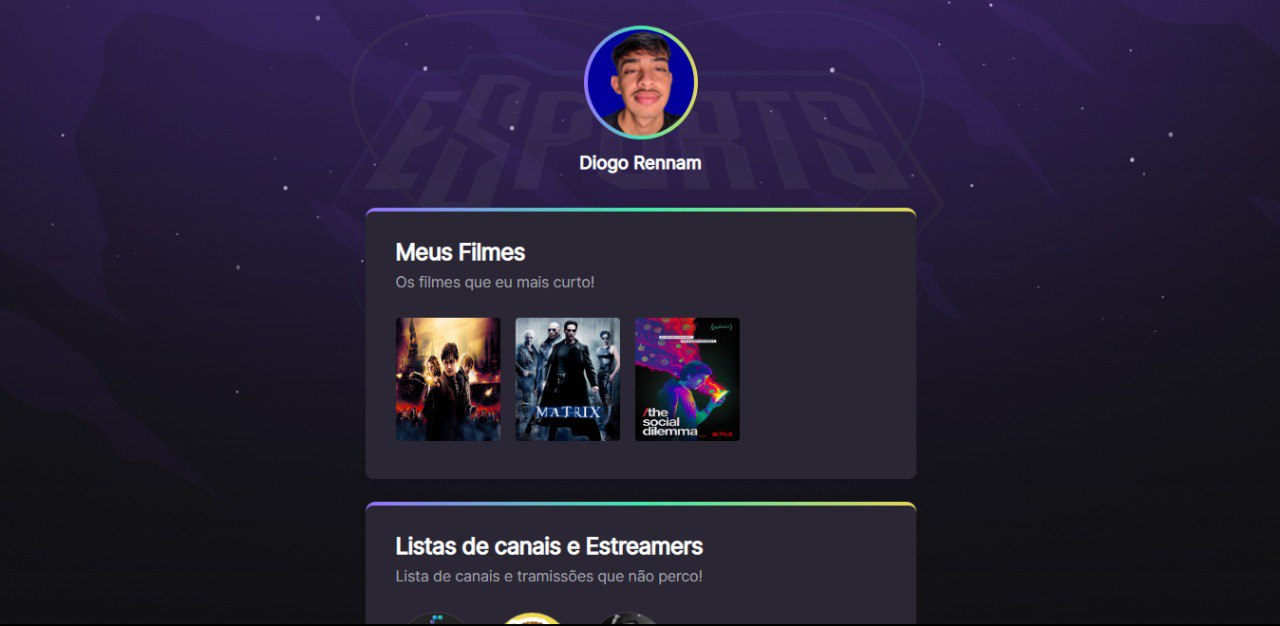 ESPORTS
Diogo Rennam
Meus Filmes
Os filmes que eu mais curto!
MATRIX
/the
social
dilemma_
NETFLIX
Listas de canais e Estreamers
Lista de canais e tramissões que não perco!